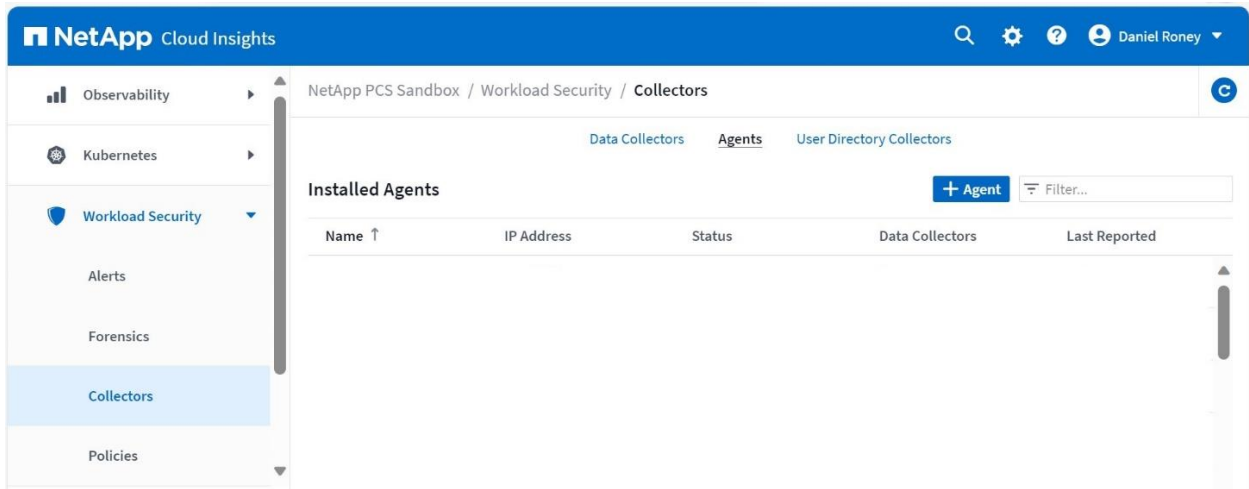 NetApp Cloud Insights
Daniel Roney
Observability
Kubernetes
Workload Security
Alerts
Forensics
Collectors
Policies
NetApp PCS Sandbox / Workload Security / Collectors
Data Collectors Agents User Directory Collectors
Installed Agents
+ Agent
Filter...
Name ↑ IP Address Status Data Collectors Last Reported